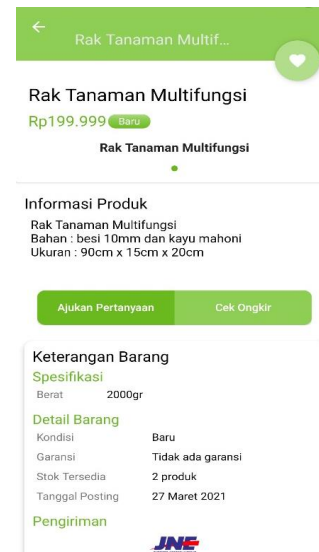 Rak Tanaman Multif...
Rak Tanaman Multifungsi
Rp199.999 Baru
Rak Tanaman Multifungsi
Informasi Produk
Rak Tanaman Multifungsi
Bahan : besi 10mm dan kayu mahoni
Ukuran : 90cm x 15cm x 20cm
Ajukan Pertanyaan Cek Ongkir
Keterangan Barang
Spesifikasi
Berat 2000gr
Detail Barang
Kondisi Baru
Garansi Tidak ada garansi
Stok Tersedia 2 produk
Tanggal Posting 27 Maret 2021
Pengiriman
JNE